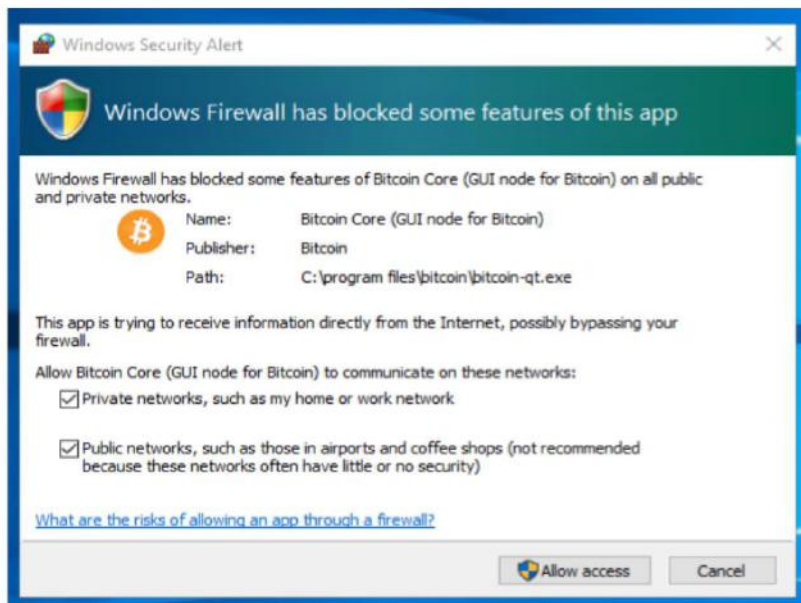 Windows Security Alert
Windows Firewall has blocked some features of this app
Windows Firewall has blocked some features of Bitcoin Core (GUI node for Bitcoin) on all public
and private networks.
Name: Bitcoin Core (GUI node for Bitcoin)
Publisher: Bitcoin
Path: C:\program files\bitcoin\bitcoin-qt.exe
This app is trying to receive information directly from the Internet, possibly bypassing your
firewall.
Allow Bitcoin Core (GUI node for Bitcoin) to communicate on these networks:
Private networks, such as my home or work network
Public networks, such as those in airports and coffee shops (not recommended
because these networks often have little or no security)
What are the risks of allowing an app through a firewall?
Allow access Cancel